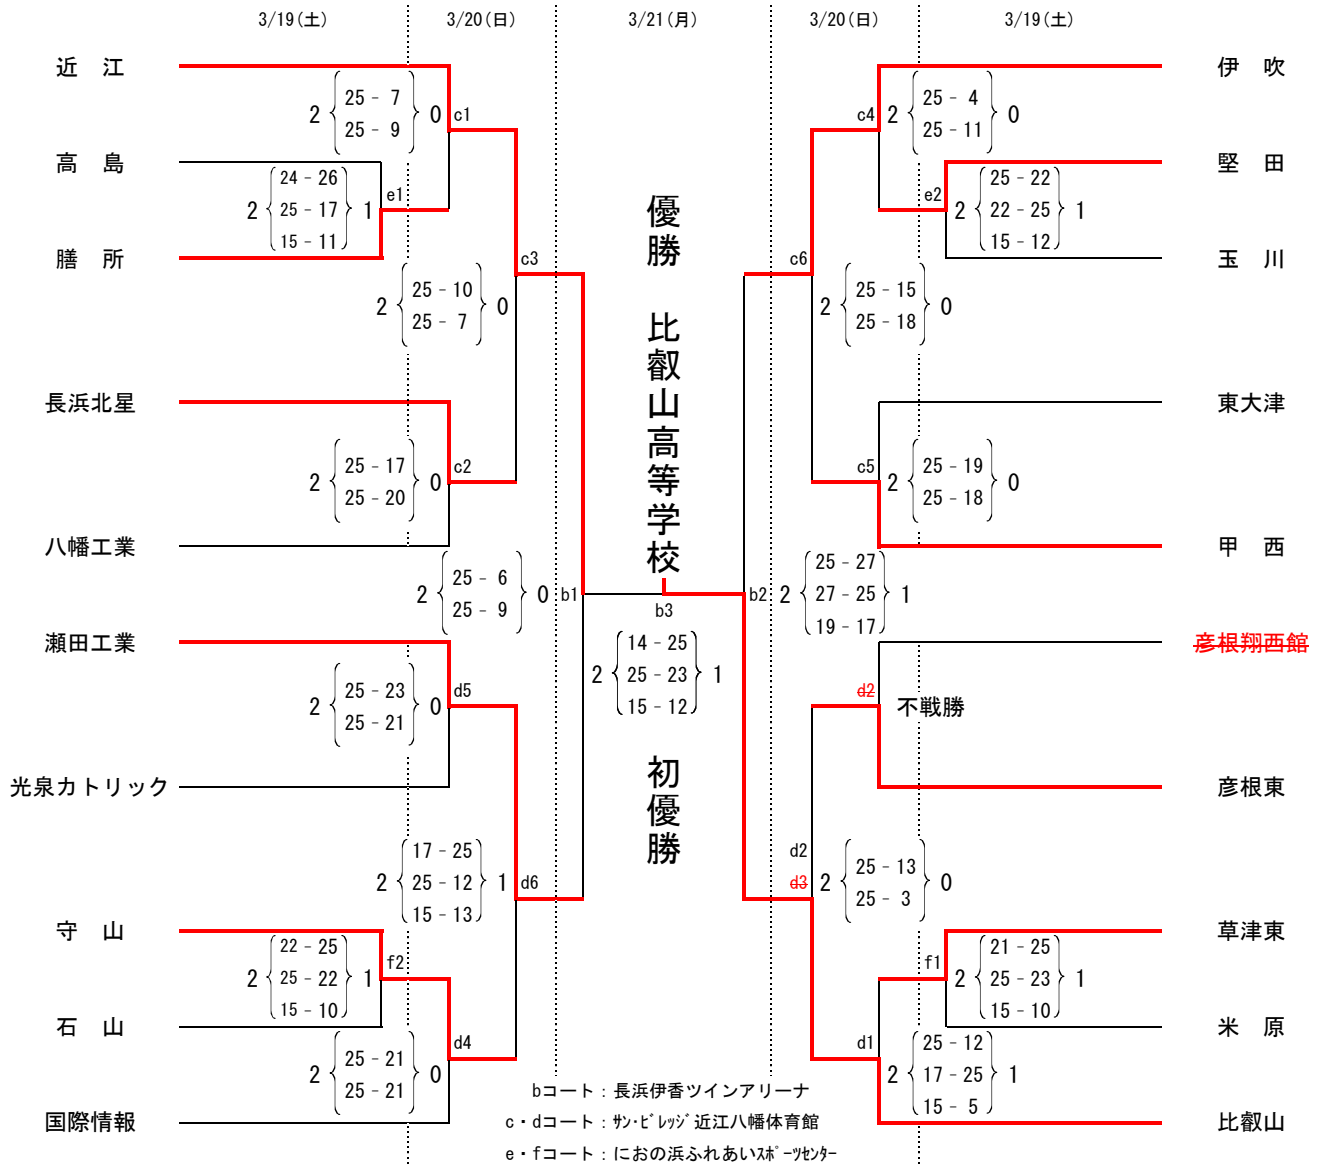 3/19(土) 3/20(日) 3/21(月) 3/20(日) 3/19(土)
近 江
2 25 - 7 0 c1
25 - 9
高 島
24 - 26 e1
2 25 - 17 1
15 - 11
膳 所
c3
2 25 - 10 0
25 - 7
長浜北星
2 25 - 17 0 c2
25 - 20
八幡工業
2 25 - 6 0 b1
25 - 9
瀬田工業
2 25 - 23 0 d5
25 - 21
光泉カトリック
17 - 25
2 25 - 12 1 d6
15 - 13
守 山
22 - 25 f2
2 25 - 22 1
15 - 10
石 山
2 25 - 21 0 d4
25 - 21
国際情報
優勝 比叡山高等学校
b3
14 - 25
2 25 - 23 1
15 - 12
初優勝
伊 吹
c4 2 25 - 4 0
25 - 11
堅 田
e2 25 - 22
2 22 - 25 1
15 - 12
玉 川
c6
2 25 - 15 0
25 - 18
東大津
c5 2 25 - 19 0
25 - 18
甲 西
25 - 27
b2 2 27 - 25 1
19 - 17
彦根翔西館
d2
不戦勝
彦根東
d2
d3 2 25 - 13 0
25 - 3
草津東
f1 21 - 25
2 25 - 23 1
15 - 10
米 原
d1 25 - 12
2 17 - 25 1
15 - 5
比叡山
bコート：長浜伊香ツインアリーナ
c・dコート：サン・ビレッジ近江八幡体育館
e・fコート：におの浜ふれあいスポーツセンター